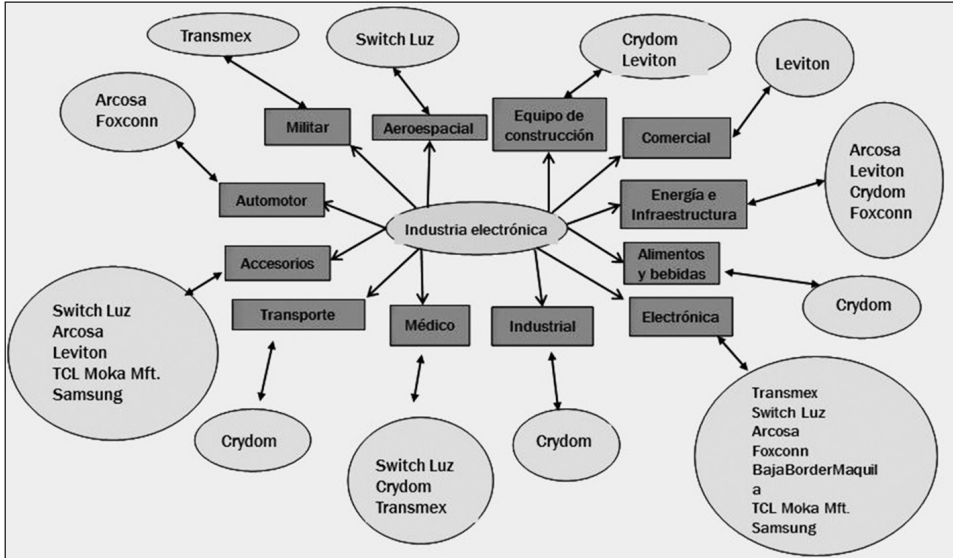 Transmex
Switch Luz
Crydom
Leviton
Leviton
Arcosa
Foxconn
Militar
Aeroespacial
Equipo de
construcción
Comercial
Arcosa
Leviton
Crydom
Foxconn
Automotor
Energía e
Infraestructura
Industria electrónica
Accesorios
Alimentos
y bebidas
Crydom
Switch Luz
Arcosa
Leviton
TCL Moka Mft.
Samsung
Transporte
Médico
Industrial
Electrónica
Crydom
Switch Luz
Crydom
Transmex
Crydom
Transmex
Switch Luz
Arcosa
Foxconn
BajaBorderMaquil
a
TCL Moka Mft.
Samsung